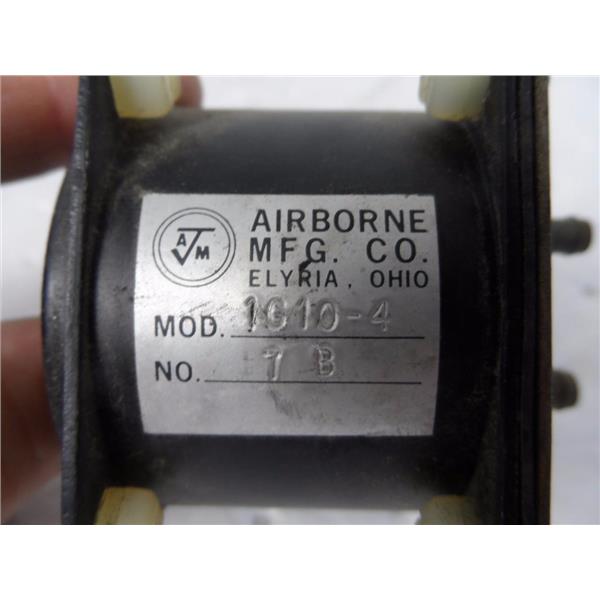 A M
AIRBORNE
MFG. CO.
ELYRIA, OHIO
MOD. 1G10-4
NO. 7 B